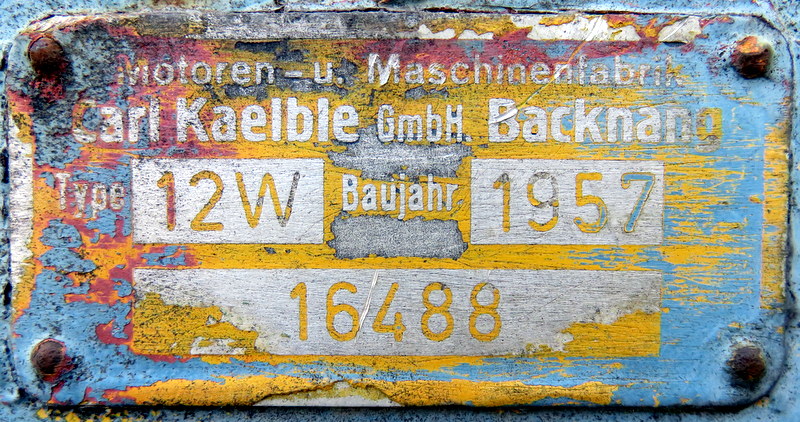 Motoren - u. Maschinenfabrik
Carl Kaelble GmbH. Backnang
Type 12W Baujahr 1957
16488